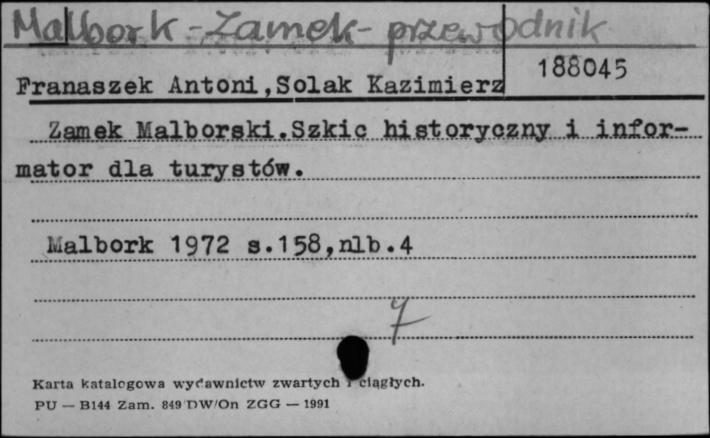 Malbork - Zamek - przewodnik
188045
Franaszek Antoni,Solak Kazimierz
Zamek Malborski.Szkic historyczny i infor-
mator dla turystów.
Malbork 1972 s.158,nlb.4
7
Karta katalogowa wydawnictw zwartych i ciągłych.
PU — B144 Zam. 849 DW/On ZGG — 1991